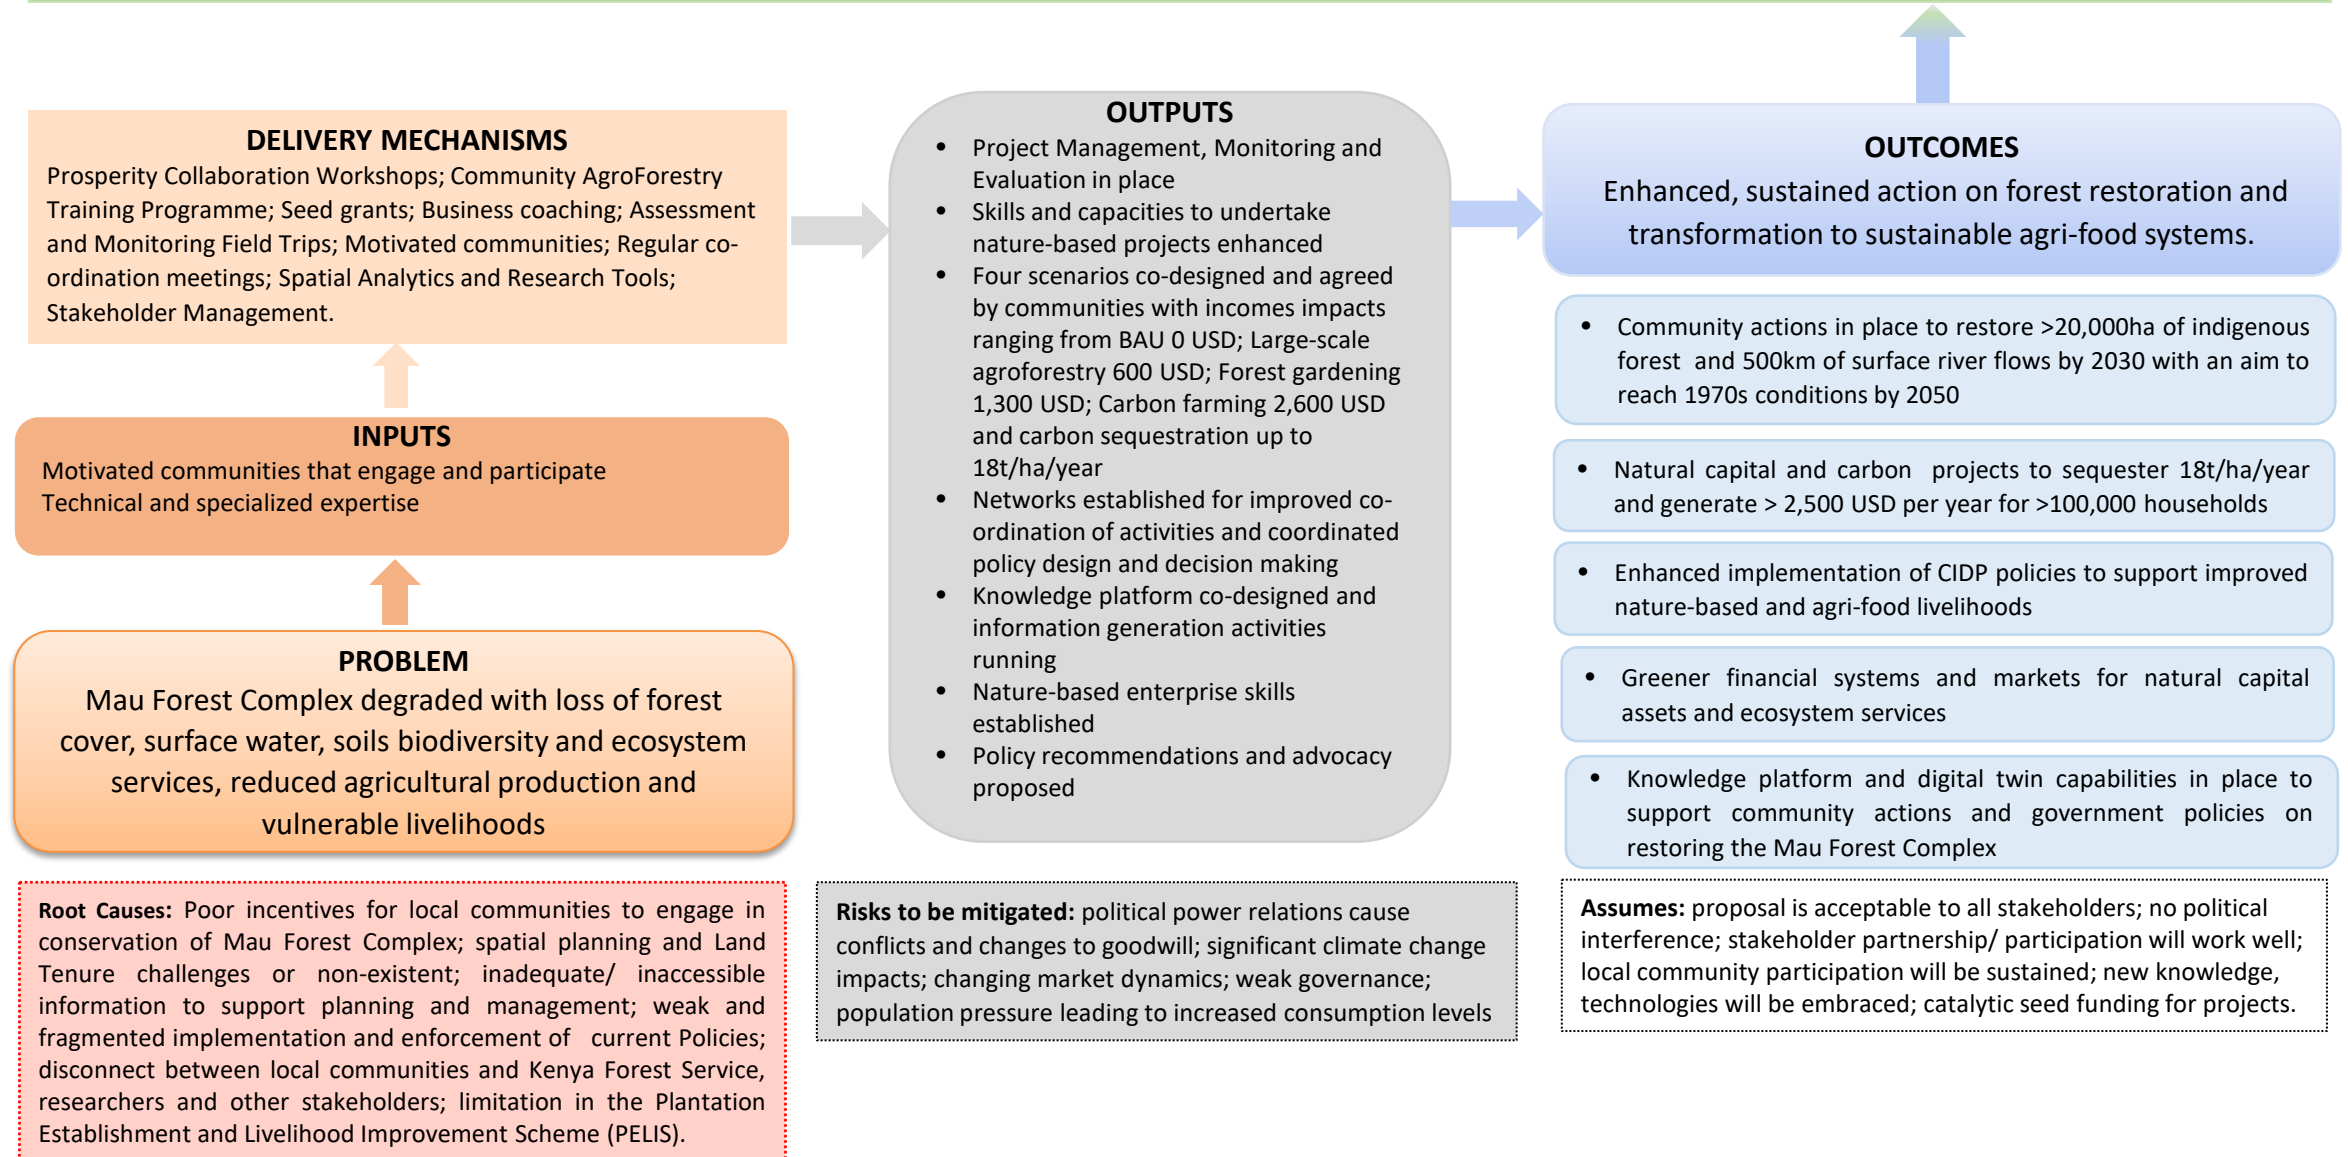 DELIVERY MECHANISMS
Prosperity Collaboration Workshops; Community AgroForestry
Training Programme; Seed grants; Business coaching; Assessment
and Monitoring Field Trips; Motivated communities; Regular co-
ordination meetings; Spatial Analytics and Research Tools;
Stakeholder Management.
INPUTS
Motivated communities that engage and participate
Technical and specialized expertise
PROBLEM
Mau Forest Complex degraded with loss of forest
cover, surface water, soils biodiversity and ecosystem
services, reduced agricultural production and
vulnerable livelihoods
Root Causes: Poor incentives for local communities to engage in
conservation of Mau Forest Complex; spatial planning and Land
Tenure challenges or non-existent; inadequate/ inaccessible
information to support planning and management; weak and
fragmented implementation and enforcement of current Policies;
disconnect between local communities and Kenya Forest Service,
researchers and other stakeholders; limitation in the Plantation
Establishment and Livelihood Improvement Scheme (PELIS).
OUTPUTS
• Project Management, Monitoring and
Evaluation in place
• Skills and capacities to undertake
nature-based projects enhanced
• Four scenarios co-designed and agreed
by communities with incomes impacts
ranging from BAU 0 USD; Large-scale
agroforestry 600 USD; Forest gardening
1,300 USD; Carbon farming 2,600 USD
and carbon sequestration up to
18t/ha/year
• Networks established for improved co-
ordination of activities and coordinated
policy design and decision making
• Knowledge platform co-designed and
information generation activities
running
• Nature-based enterprise skills
established
• Policy recommendations and advocacy
proposed
Risks to be mitigated: political power relations cause
conflicts and changes to goodwill; significant climate change
impacts; changing market dynamics; weak governance;
population pressure leading to increased consumption levels
OUTCOMES
Enhanced, sustained action on forest restoration and
transformation to sustainable agri-food systems.
• Community actions in place to restore >20,000ha of indigenous
forest and 500km of surface river flows by 2030 with an aim to
reach 1970s conditions by 2050
• Natural capital and carbon projects to sequester 18t/ha/year
and generate > 2,500 USD per year for >100,000 households
• Enhanced implementation of CIDP policies to support improved
nature-based and agri-food livelihoods
• Greener financial systems and markets for natural capital
assets and ecosystem services
• Knowledge platform and digital twin capabilities in place to
support community actions and government policies on
restoring the Mau Forest Complex
Assumes: proposal is acceptable to all stakeholders; no political
interference; stakeholder partnership/ participation will work well;
local community participation will be sustained; new knowledge,
technologies will be embraced; catalytic seed funding for projects.